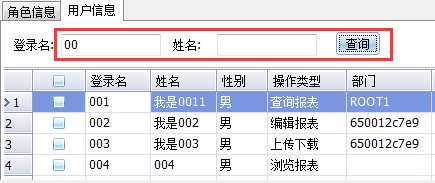 角色信息 用户信息
登录名: 00 姓名: 查询
登录名 姓名 性别 操作类型 部门
1 001 我是0011 男 查询报表 ROOT1
2 002 我是002 男 编辑报表 650012c7e9
3 003 我是003 男 上传下载 650012c7e9
4 004 004 男 浏览报表